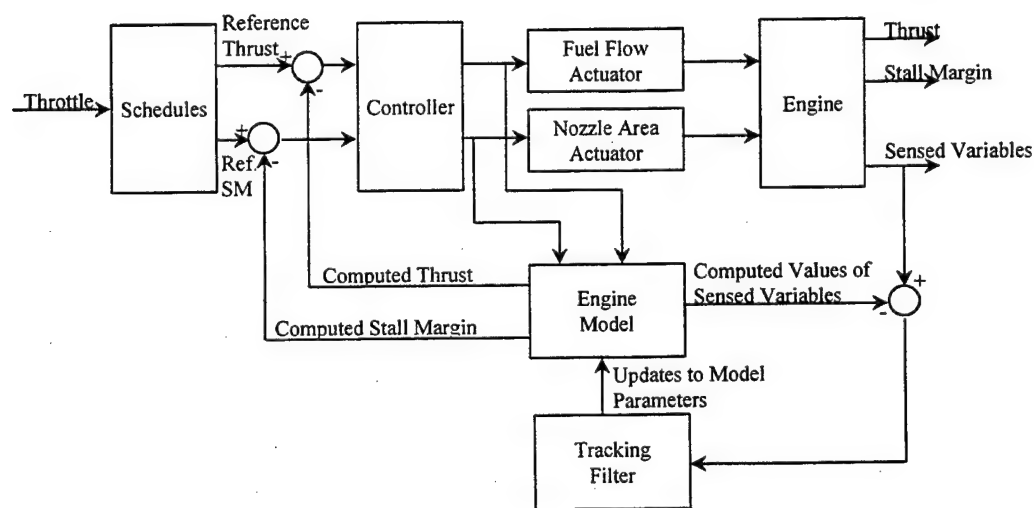 Reference
Thrust
+
-
Throttle
Schedules
+
-
Ref.
SM
Controller
Fuel Flow
Actuator
Nozzle Area
Actuator
Engine
Thrust
Stall Margin
Sensed Variables
Computed Thrust
Computed Stall Margin
Engine
Model
Computed Values of
Sensed Variables
+
-
Updates to Model
Parameters
Tracking
Filter